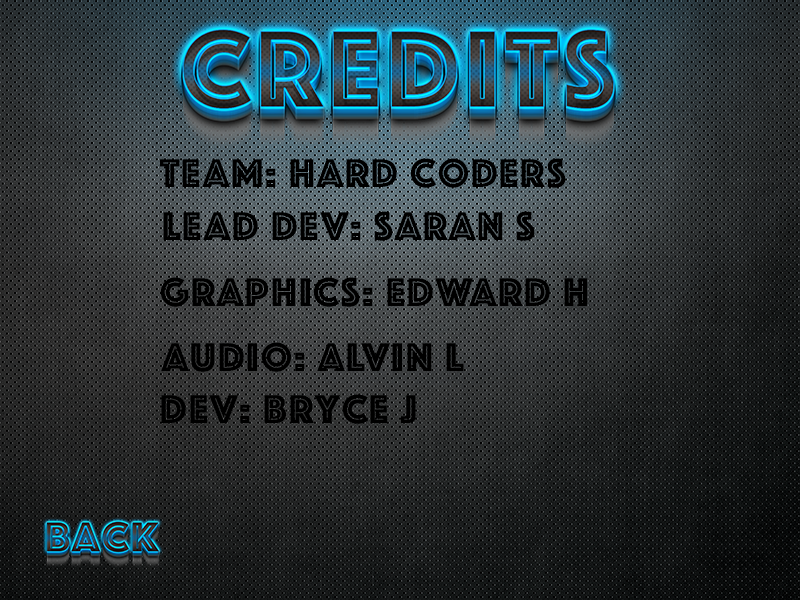 CREDITS
TEAM: HARD CODERS
LEAD DEV: SARAN S
GRAPHICS: EDWARD H
AUDIO: ALVIN L
DEV: BRYCE J
BACK